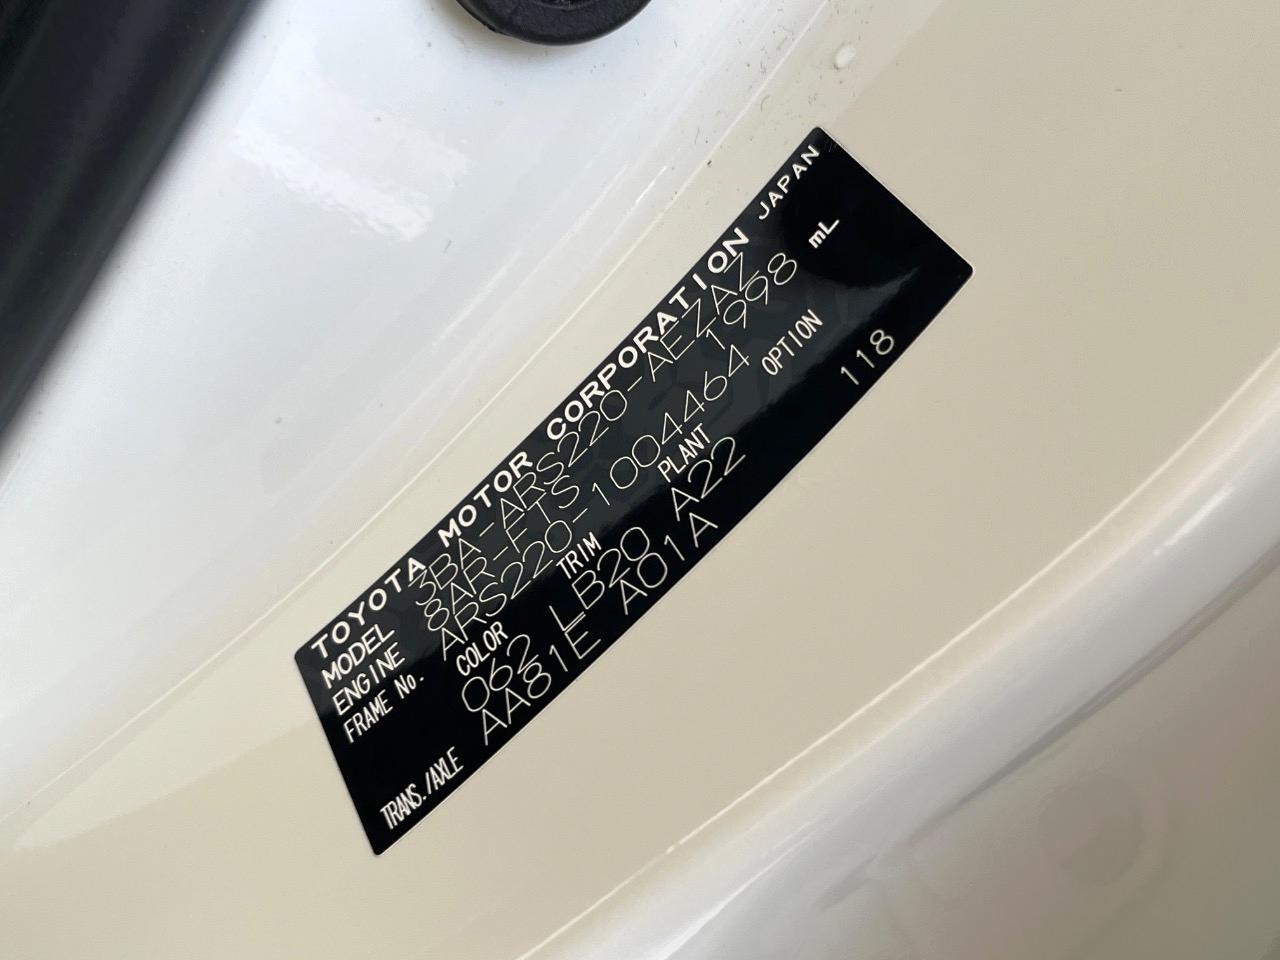 TOYOTA MOTOR CORPORATION JAPAN
MODEL 3BA-ARS220-AEZAZ
ENGINE 8AR-FTS 1998 mL
FRAME No. ARS220-1004464
COLOR TRIM PLANT OPTION
062 LB20 A22 118
TRANS./AXLE AA81E A01A